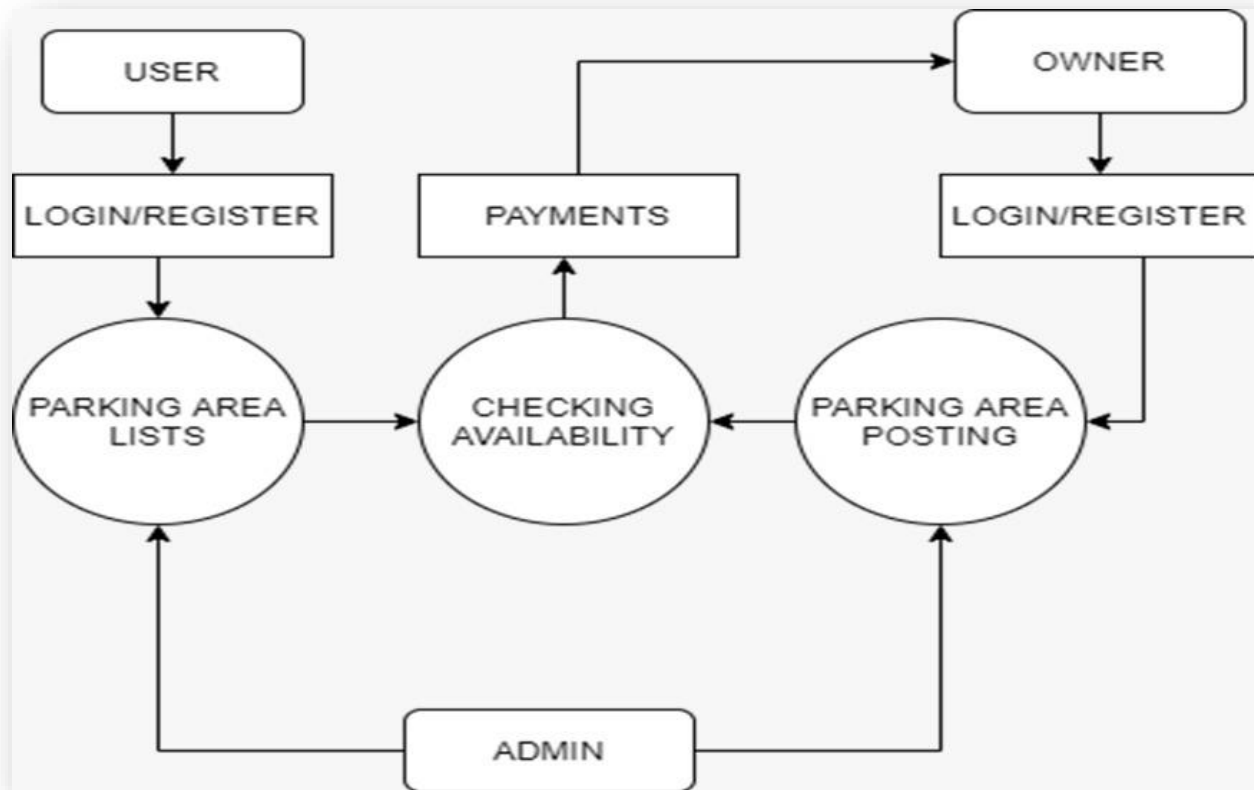 USER
OWNER
LOGIN/REGISTER
PAYMENTS
LOGIN/REGISTER
PARKING AREA
LISTS
CHECKING
AVAILABILITY
PARKING AREA
POSTING
ADMIN